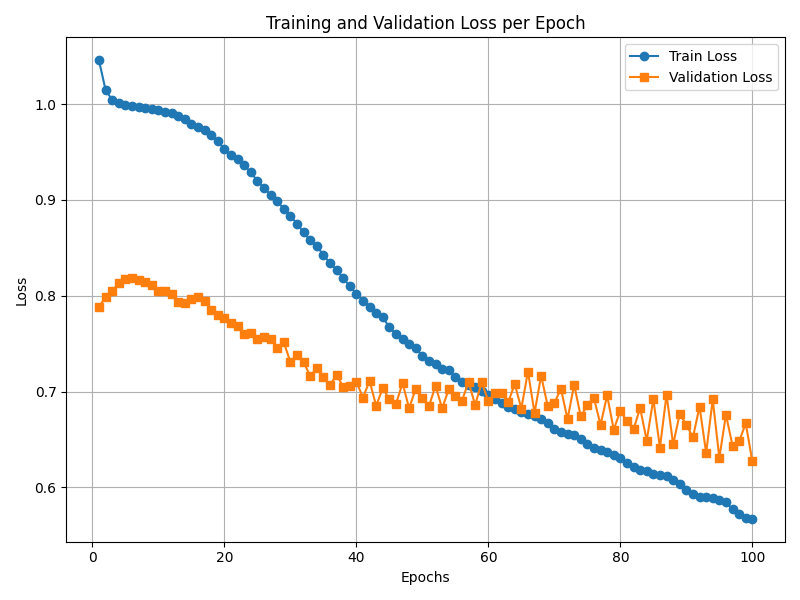 Training and Validation Loss per Epoch
Train Loss
Validation Loss
Loss
1.0
0.9
0.8
0.7
0.6
0
20
40
60
80
100
Epochs